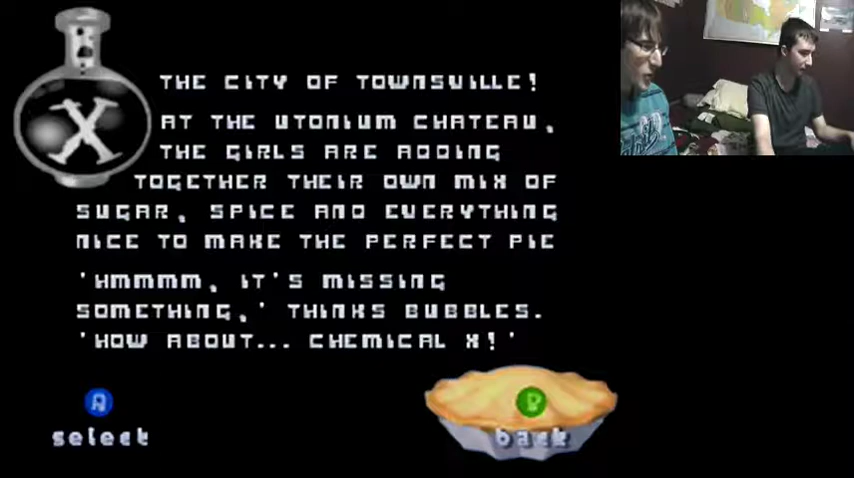 X
THE CITY OF TOWNSVILLE!
AT THE UTONIUM CHATEAU,
THE GIRLS ARE ADDING
TOGETHER THEIR OWN MIX OF
SUGAR, SPICE AND EVERYTHING
NICE TO MAKE THE PERFECT PIE
'HMMMM, IT'S MISSING
SOMETHING,' THINKS BUBBLES.
'HOW ABOUT... CHEMICAL X!'
A
select
B
back